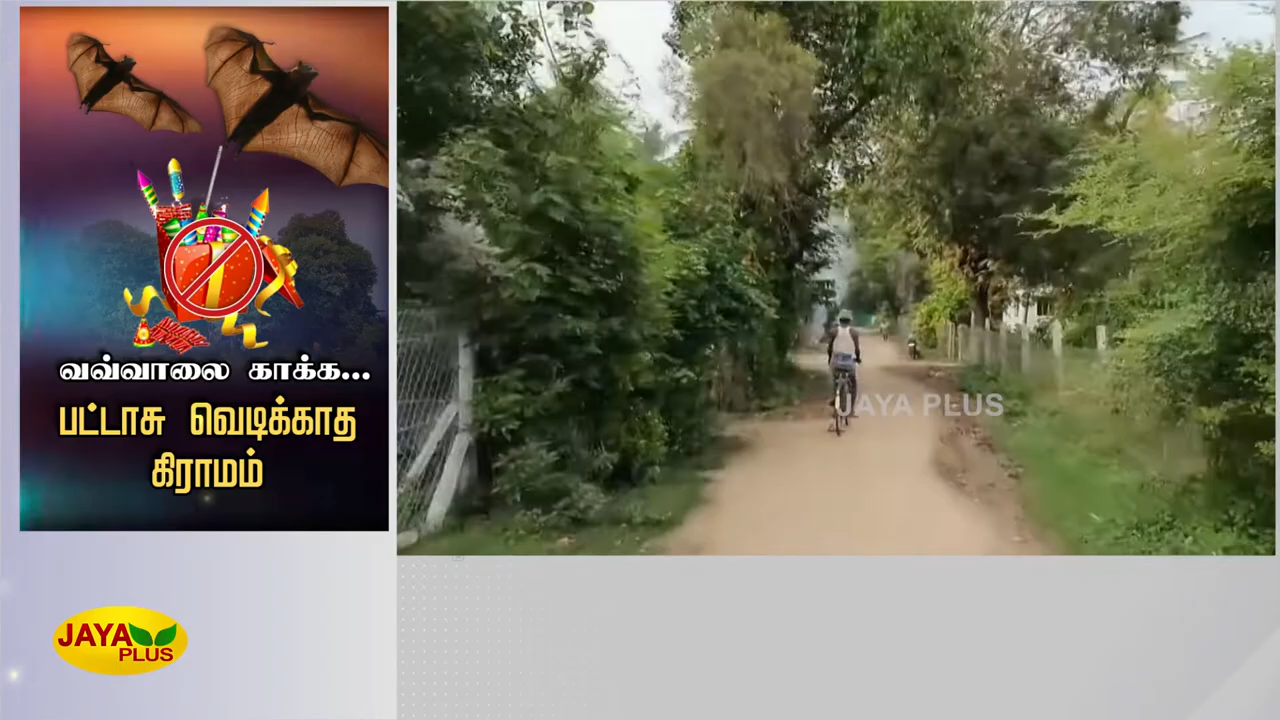 வவ்வாலை காக்க...
பட்டாசு வெடிக்காத
கிராமம்
JAYA PLUS
JAYA
PLUS